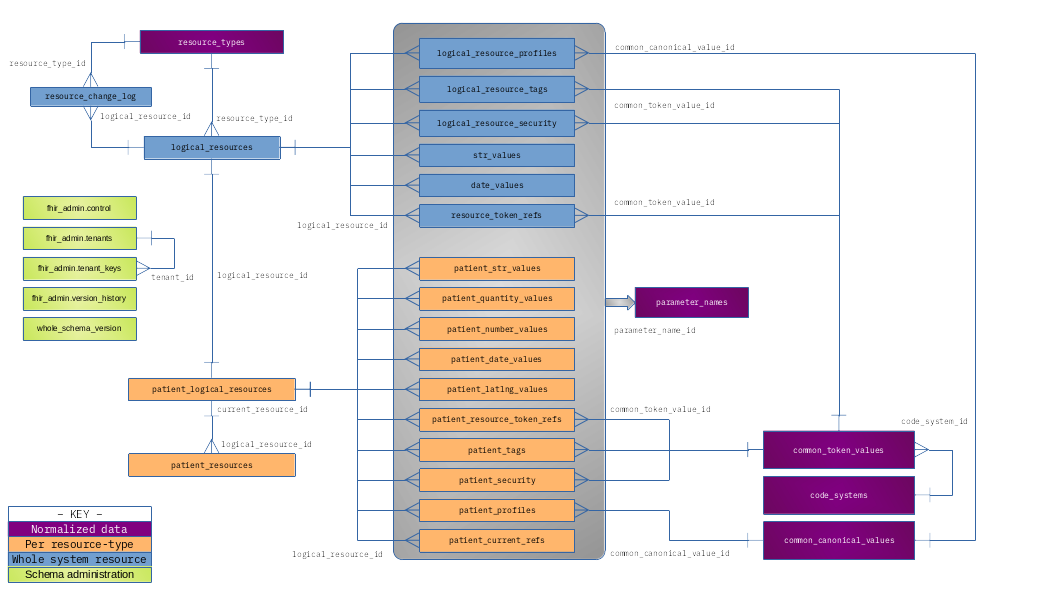 resource_types
resource_type_id
resource_change_log
logical_resource_id
resource_type_id
logical_resources
fhir_admin.control
fhir_admin.tenants
fhir_admin.tenant_keys
tenant_id
fhir_admin.version_history
whole_schema_version
logical_resource_id
patient_logical_resources
current_resource_id
logical_resource_id
patient_resources
– KEY –
Normalized data
Per resource-type
Whole system resource
Schema administration
logical_resource_profiles
logical_resource_tags
logical_resource_security
str_values
date_values
resource_token_refs
logical_resource_id
patient_str_values
patient_quantity_values
patient_number_values
patient_date_values
patient_latlng_values
patient_resource_token_refs
patient_tags
patient_security
patient_profiles
patient_current_refs
logical_resource_id
common_canonical_value_id
common_token_value_id
common_token_value_id
parameter_names
parameter_name_id
common_token_value_id
code_system_id
common_token_values
code_systems
common_canonical_values
common_canonical_value_id